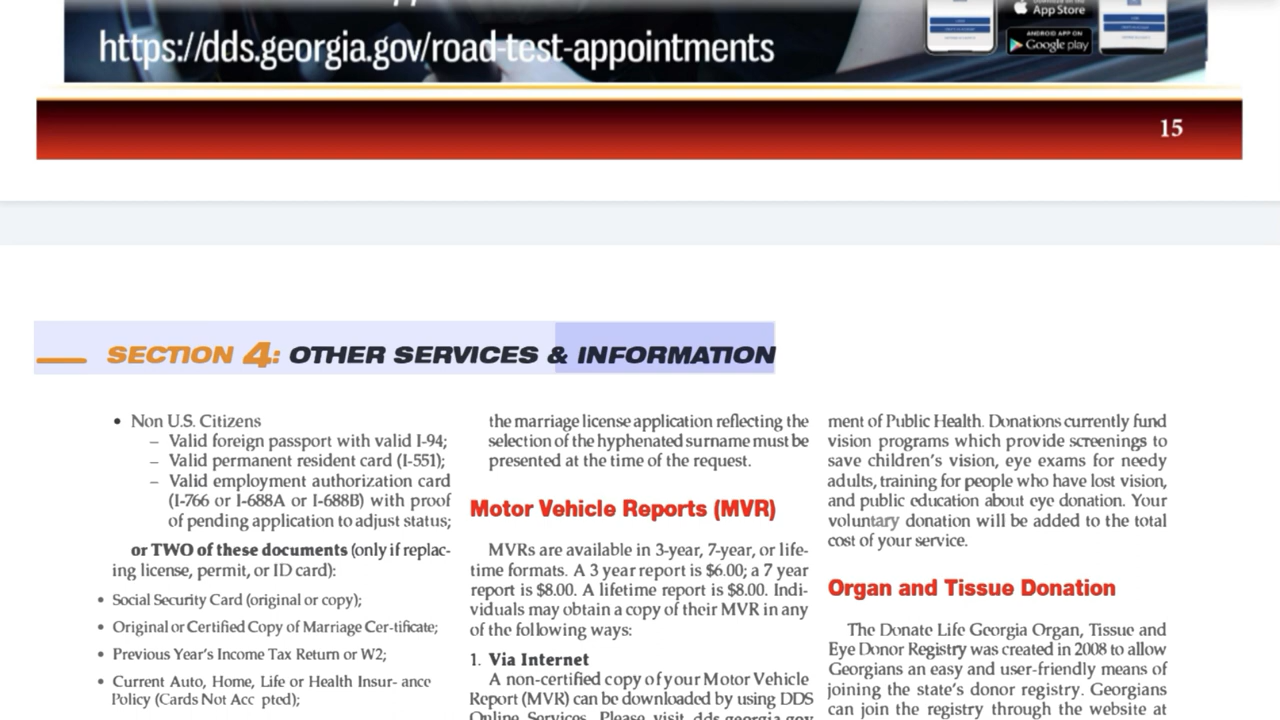 https://dds.georgia.gov/road-test-appointments
App Store
ANDROID APP ON
Google play
15
SECTION 4: OTHER SERVICES & INFORMATION
• Non U.S. Citizens
– Valid foreign passport with valid I-94;
– Valid permanent resident card (I-551);
– Valid employment authorization card
(I-766 or I-688A or I-688B) with proof
of pending application to adjust status;
or TWO of these documents (only if replac-
ing license, permit, or ID card):
• Social Security Card (original or copy);
• Original or Certified Copy of Marriage Cer-tificate;
• Previous Year's Income Tax Return or W2;
• Current Auto, Home, Life or Health Insur- ance
Policy (Cards Not Acc pted);
the marriage license application reflecting the
selection of the hyphenated surname must be
presented at the time of the request.
Motor Vehicle Reports (MVR)
MVRs are available in 3-year, 7-year, or life-
time formats. A 3 year report is $6.00; a 7 year
report is $8.00. A lifetime report is $8.00. Indi-
viduals may obtain a copy of their MVR in any
of the following ways:
1. Via Internet
A non-certified copy of your Motor Vehicle
Report (MVR) can be downloaded by using DDS
Online Services. Please visit dds.georgia.gov
ment of Public Health. Donations currently fund
vision programs which provide screenings to
save children's vision, eye exams for needy
adults, training for people who have lost vision,
and public education about eye donation. Your
voluntary donation will be added to the total
cost of your service.
Organ and Tissue Donation
The Donate Life Georgia Organ, Tissue and
Eye Donor Registry was created in 2008 to allow
Georgians an easy and user-friendly means of
joining the state's donor registry. Georgians
can join the registry through the website at